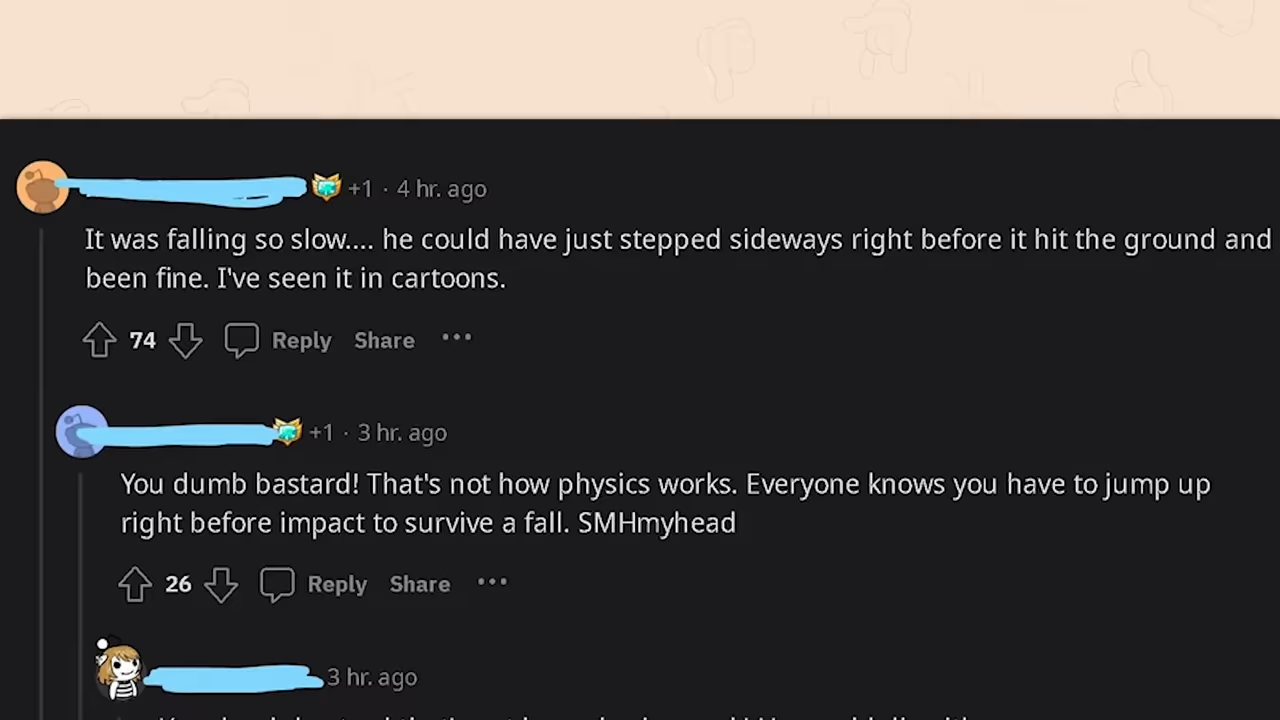 +1 · 4 hr. ago
It was falling so slow.... he could have just stepped sideways right before it hit the ground and
been fine. I've seen it in cartoons.
74 Reply Share ...
+1 · 3 hr. ago
You dumb bastard! That's not how physics works. Everyone knows you have to jump up
right before impact to survive a fall. SMHmyhead
26 Reply Share ...
3 hr. ago